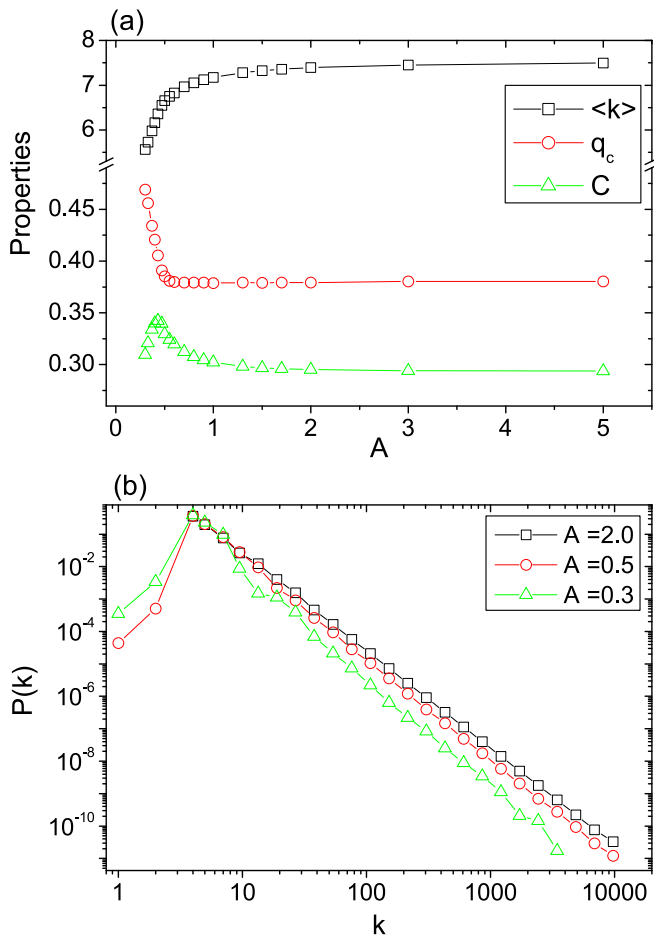 (a)
8
7
6
0.45
0.40
0.35
0.30
Properties
<k>
q_c
C
0 1 2 3 4 5
A
(b)
10^-2
10^-4
10^-6
10^-8
10^-10
P(k)
A =2.0
A =0.5
A =0.3
1 10 100 1000 10000
k